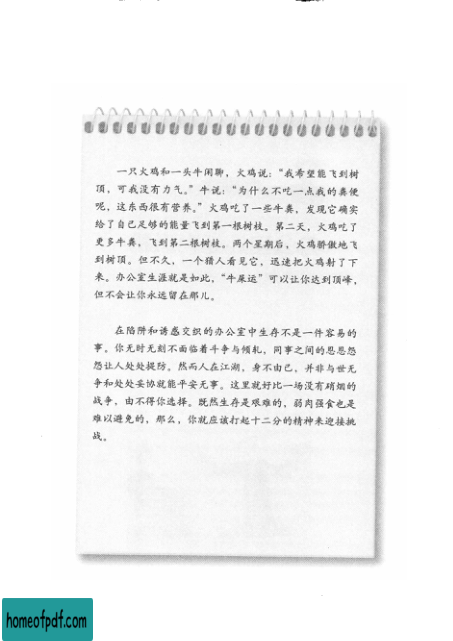 一只火鸡和一头牛闲聊，火鸡说：“我希望能飞到树
顶，可我没有力气。”牛说：“为什么不吃一点我的粪便
呢，这东西很有营养。”火鸡吃了一些牛粪，发现它确实
给了自己足够的能量飞到第一根树枝。第二天，火鸡吃了
更多牛粪，飞到第二根树枝。两个星期后，火鸡骄傲地飞
到树顶。但不久，一个猎人看见它，迅速把火鸡射了下
来。办公室生涯就是如此，“牛屎运”可以让你达到顶峰，
但不会让你永远留在那儿。
在陷阱和诱惑交织的办公室中生存不是一件容易的
事。你无时无刻不面临着斗争与倾轧，同事之间的恩恩怨
怨让人处处提防。然而人在江湖，身不由己，并非与世无
争和处处妥协就能平安无事。这里就好比一场没有硝烟的
战争，由不得你选择。既然生存是艰难的，弱肉强食也是
难以避免的，那么，你就应该打起十二分的精神来迎接挑
战。
homeofpdf.com